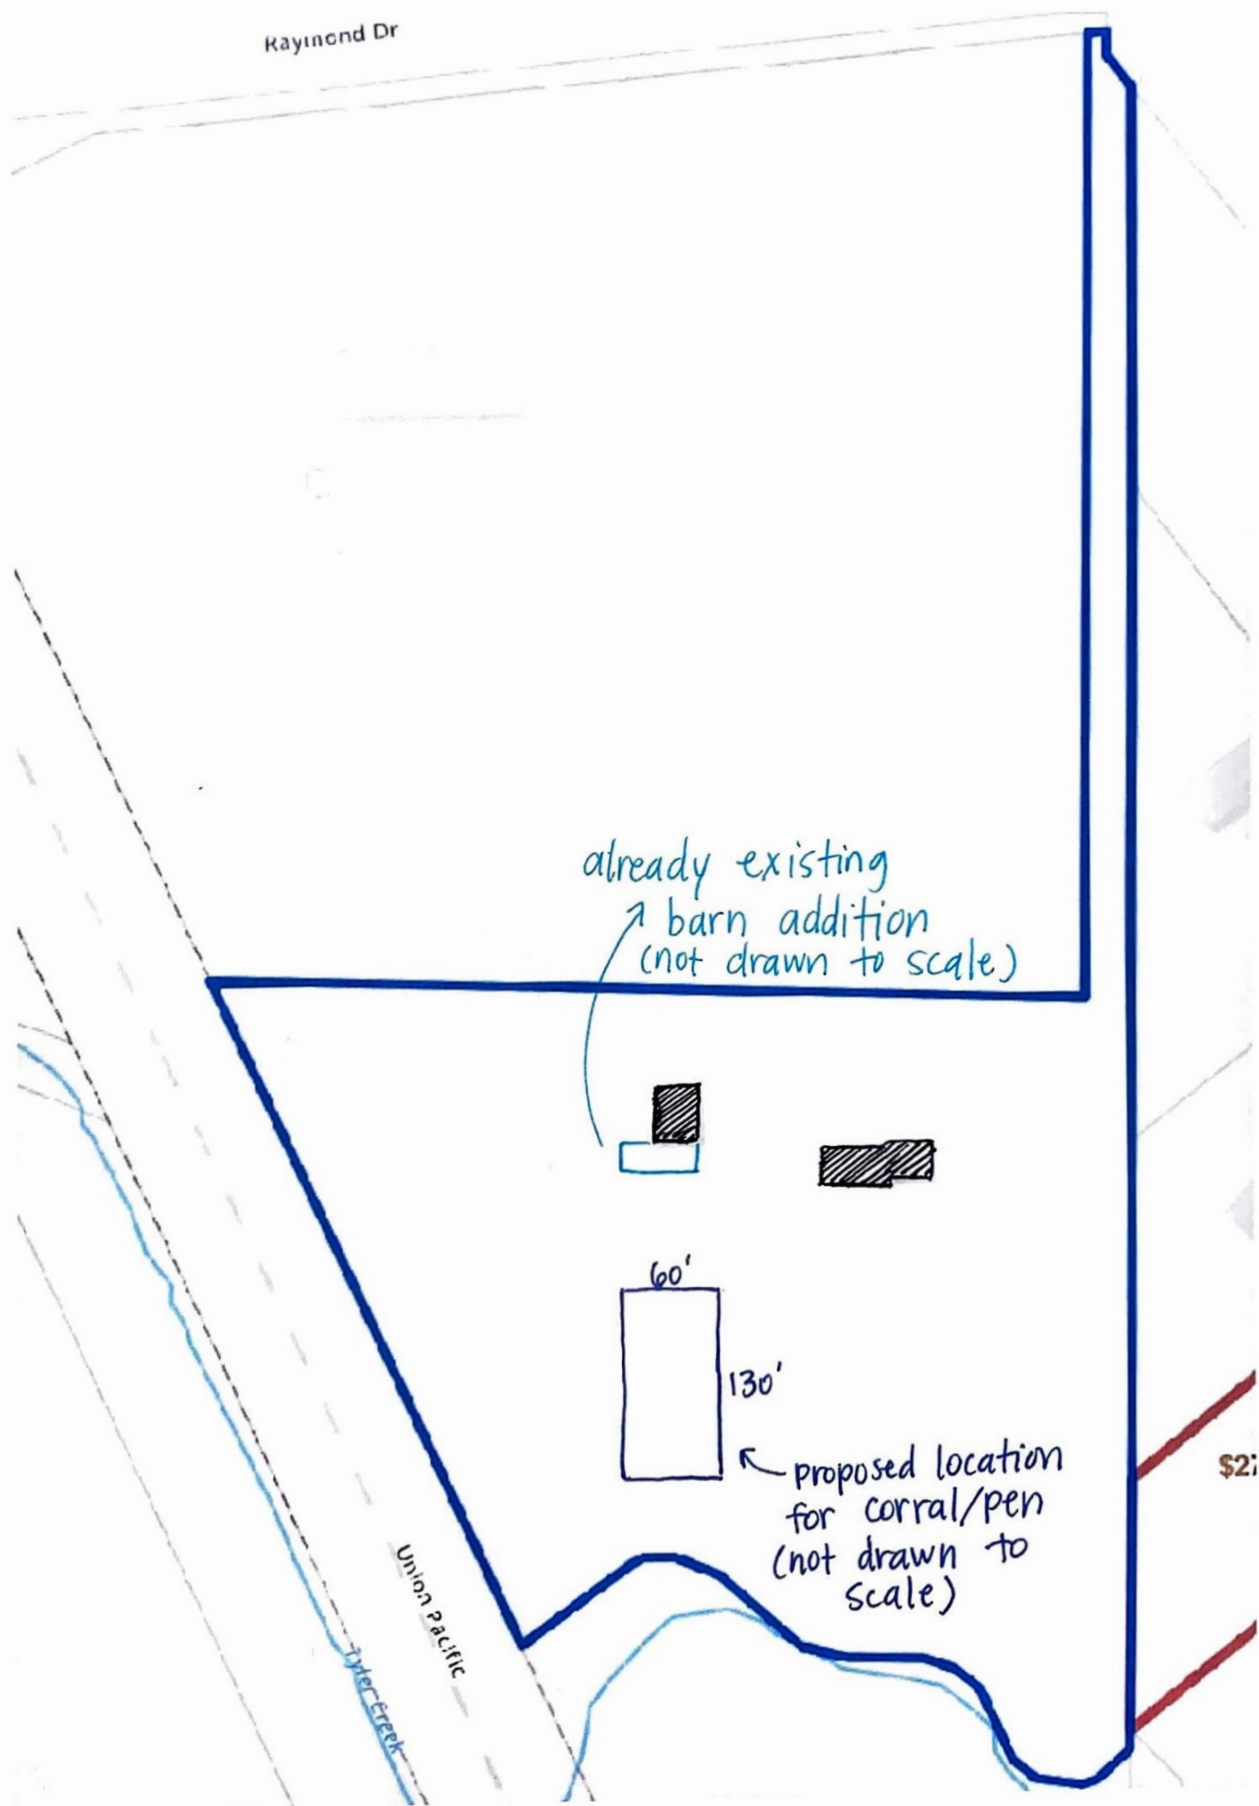 Raymond Dr
already existing
barn addition
(not drawn to scale)
60'
130'
proposed location
for corral/pen
(not drawn to
scale)
$2
Union Pacific
Tyler Creek